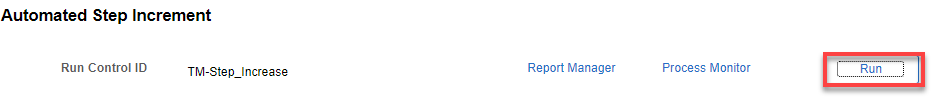 Automated Step Increment
Run Control ID TM-Step_Increase Report Manager Process Monitor Run